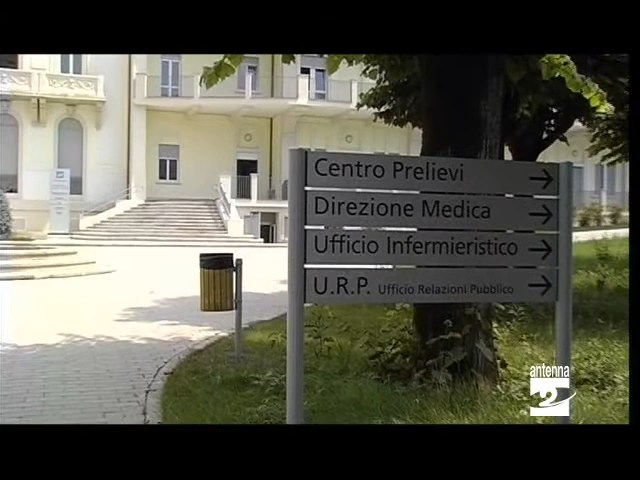 Centro Prelievi
Direzione Medica
Ufficio Infermieristico
U.R.P. Ufficio Relazioni Pubblico
antenna
2